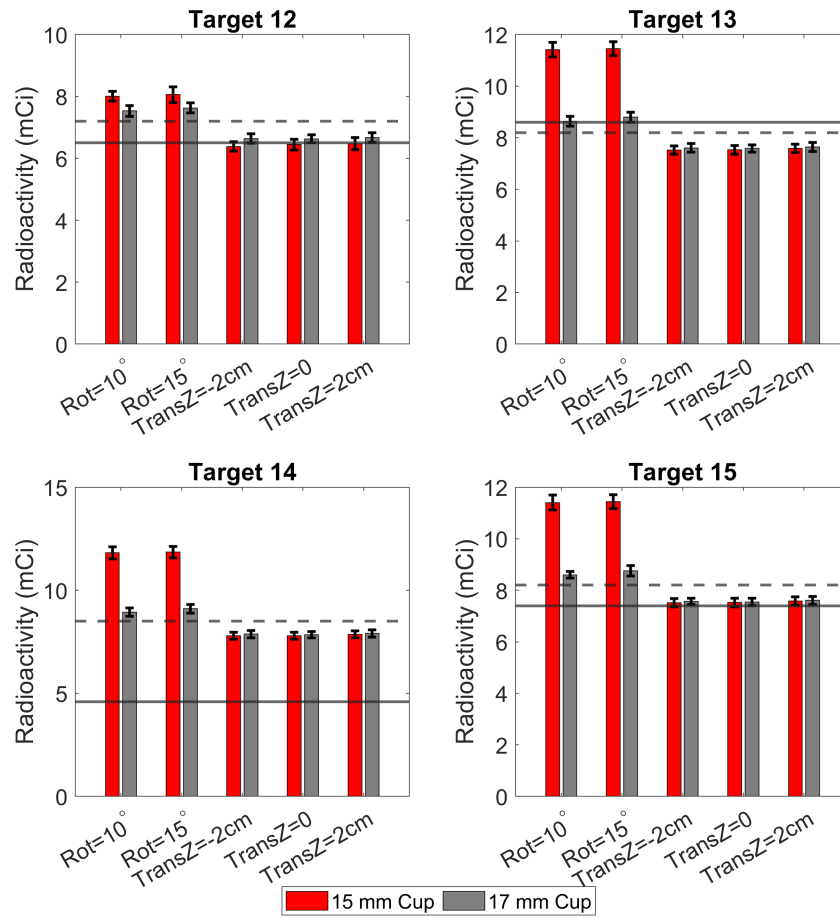 Target 12
Radioactivity (mCi)
10
8
6
4
2
0
Rot=10°
Rot=15°
TransZ=-2cm
TransZ=0
TransZ=2cm
Target 13
Radioactivity (mCi)
12
10
8
6
4
2
0
Rot=10°
Rot=15°
TransZ=-2cm
TransZ=0
TransZ=2cm
Target 14
Radioactivity (mCi)
15
10
5
0
Rot=10°
Rot=15°
TransZ=-2cm
TransZ=0
TransZ=2cm
Target 15
Radioactivity (mCi)
12
10
8
6
4
2
0
Rot=10°
Rot=15°
TransZ=-2cm
TransZ=0
TransZ=2cm
15 mm Cup 17 mm Cup